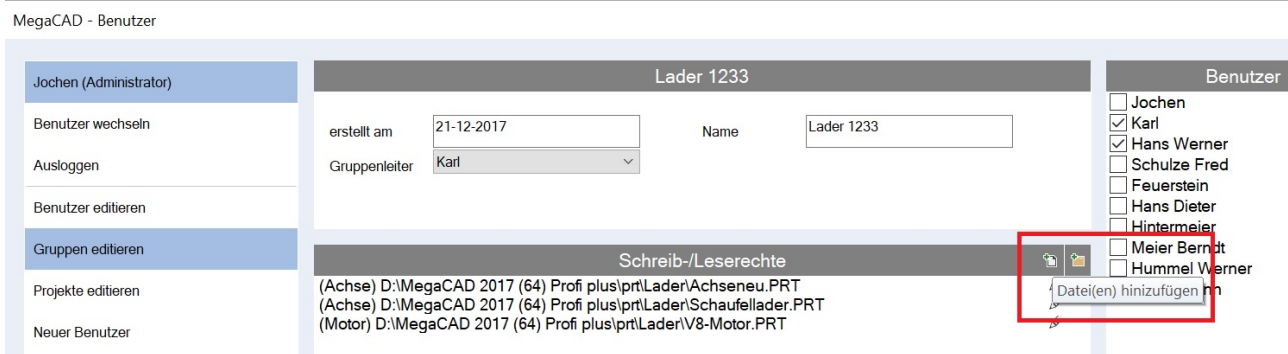 MegaCAD - Benutzer
Jochen (Administrator)
Benutzer wechseln
Ausloggen
Benutzer editieren
Gruppen editieren
Projekte editieren
Neuer Benutzer
Lader 1233
erstellt am
21-12-2017
Name
Lader 1233
Gruppenleiter
Karl
Schreib-/Leserechte
(Achse) D:\MegaCAD 2017 (64) Profi plus\prt\Lader\Achseneu.PRT
(Achse) D:\MegaCAD 2017 (64) Profi plus\prt\Lader\Schaufellader.PRT
(Motor) D:\MegaCAD 2017 (64) Profi plus\prt\Lader\V8-Motor.PRT
Benutzer
Jochen
Karl
Hans Werner
Schulze Fred
Feuerstein
Hans Dieter
Hintermeier
Meier Berndt
Hummel Werner
Datei(en) hinizufügen